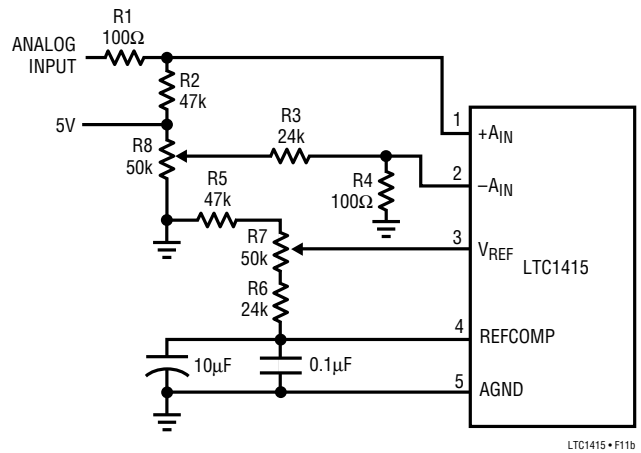 R1
100Ω
ANALOG
INPUT
R2
47k
5V
R8
50k
R3
24k
R4
100Ω
R5
47k
R7
50k
R6
24k
10µF
0.1µF
1
+AIN
2
–AIN
3
VREF
LTC1415
4
REFCOMP
5
AGND
LTC1415 • F11b